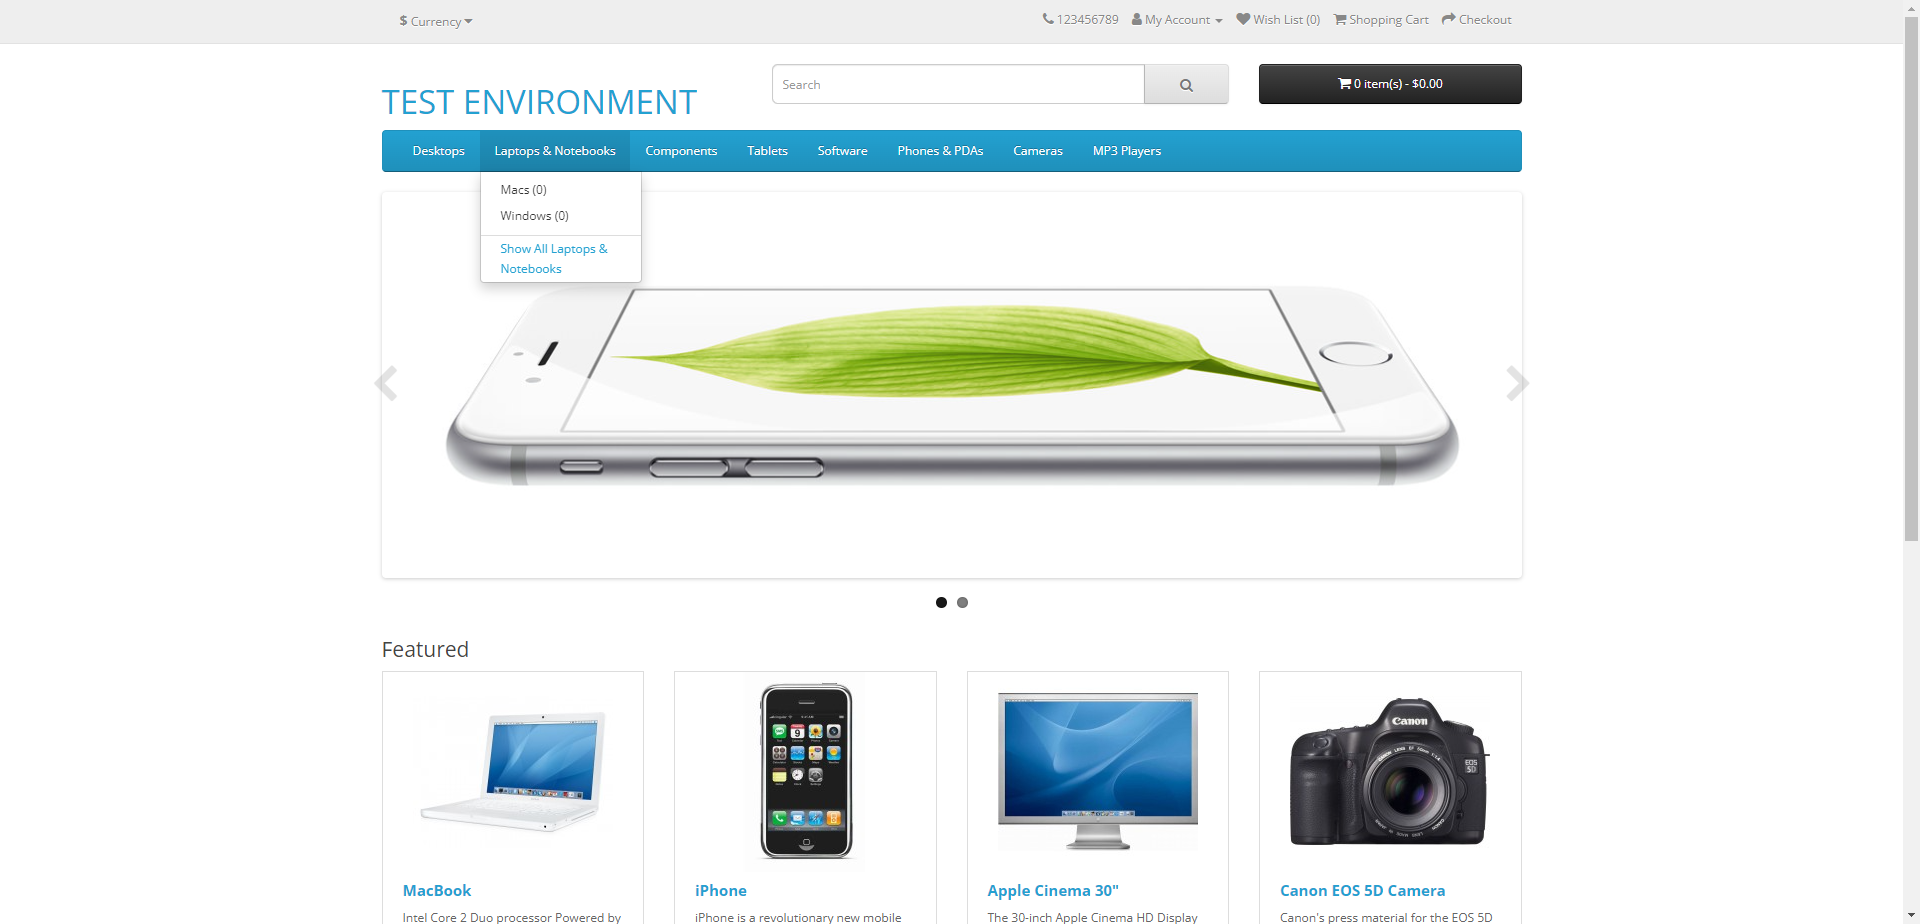 $ Currency
123456789 My Account Wish List (0) Shopping Cart Checkout
TEST ENVIRONMENT
Search
0 item(s) - $0.00
Desktops Laptops & Notebooks Components Tablets Software Phones & PDAs Cameras MP3 Players
Macs (0)
Windows (0)
Show All Laptops &
Notebooks
Featured
Canon
EOS
5D
MacBook
iPhone
Apple Cinema 30"
Canon EOS 5D Camera
Intel Core 2 Duo processor Powered by
iPhone is a revolutionary new mobile
The 30-inch Apple Cinema HD Display
Canon's press material for the EOS 5D